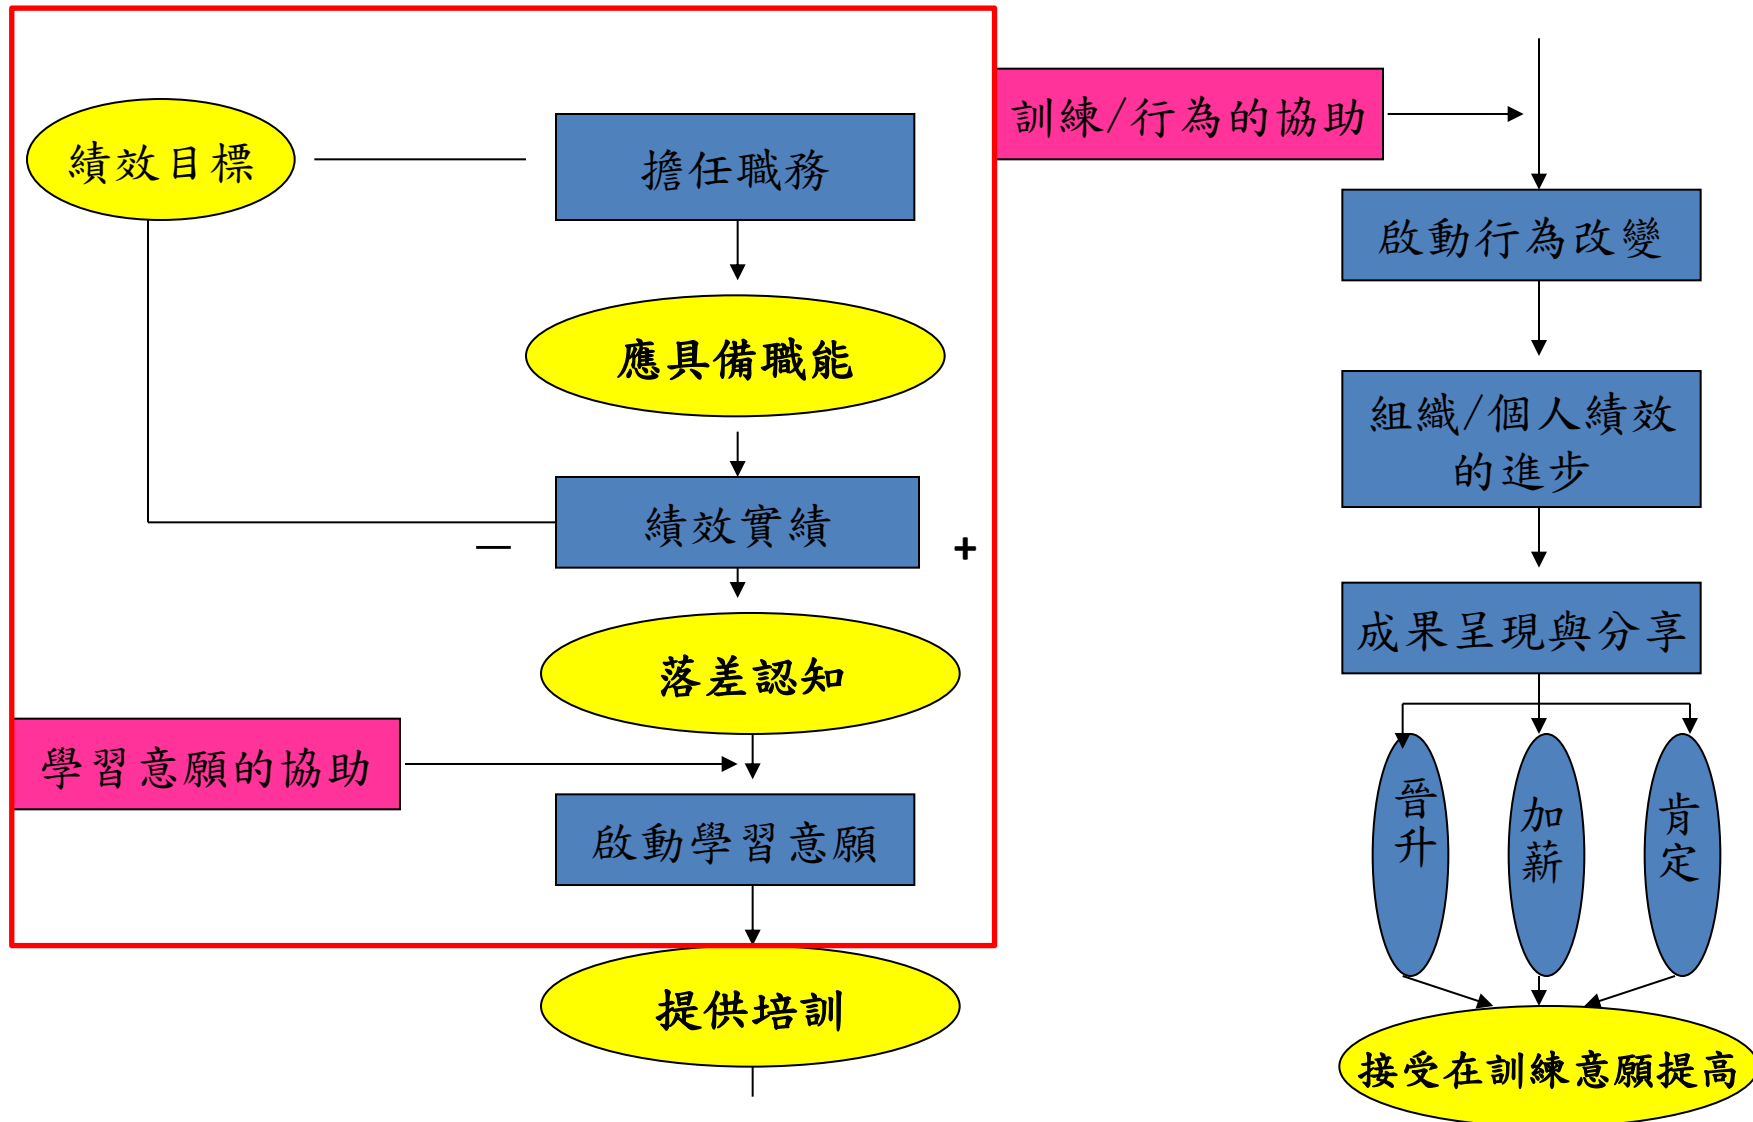 績效目標
擔任職務
應具備職能
績效實績
—
+
落差認知
學習意願的協助
啟動學習意願
提供培訓
訓練/行為的協助
啟動行為改變
組織/個人績效
的進步
成果呈現與分享
晉升
加薪
肯定
接受在訓練意願提高